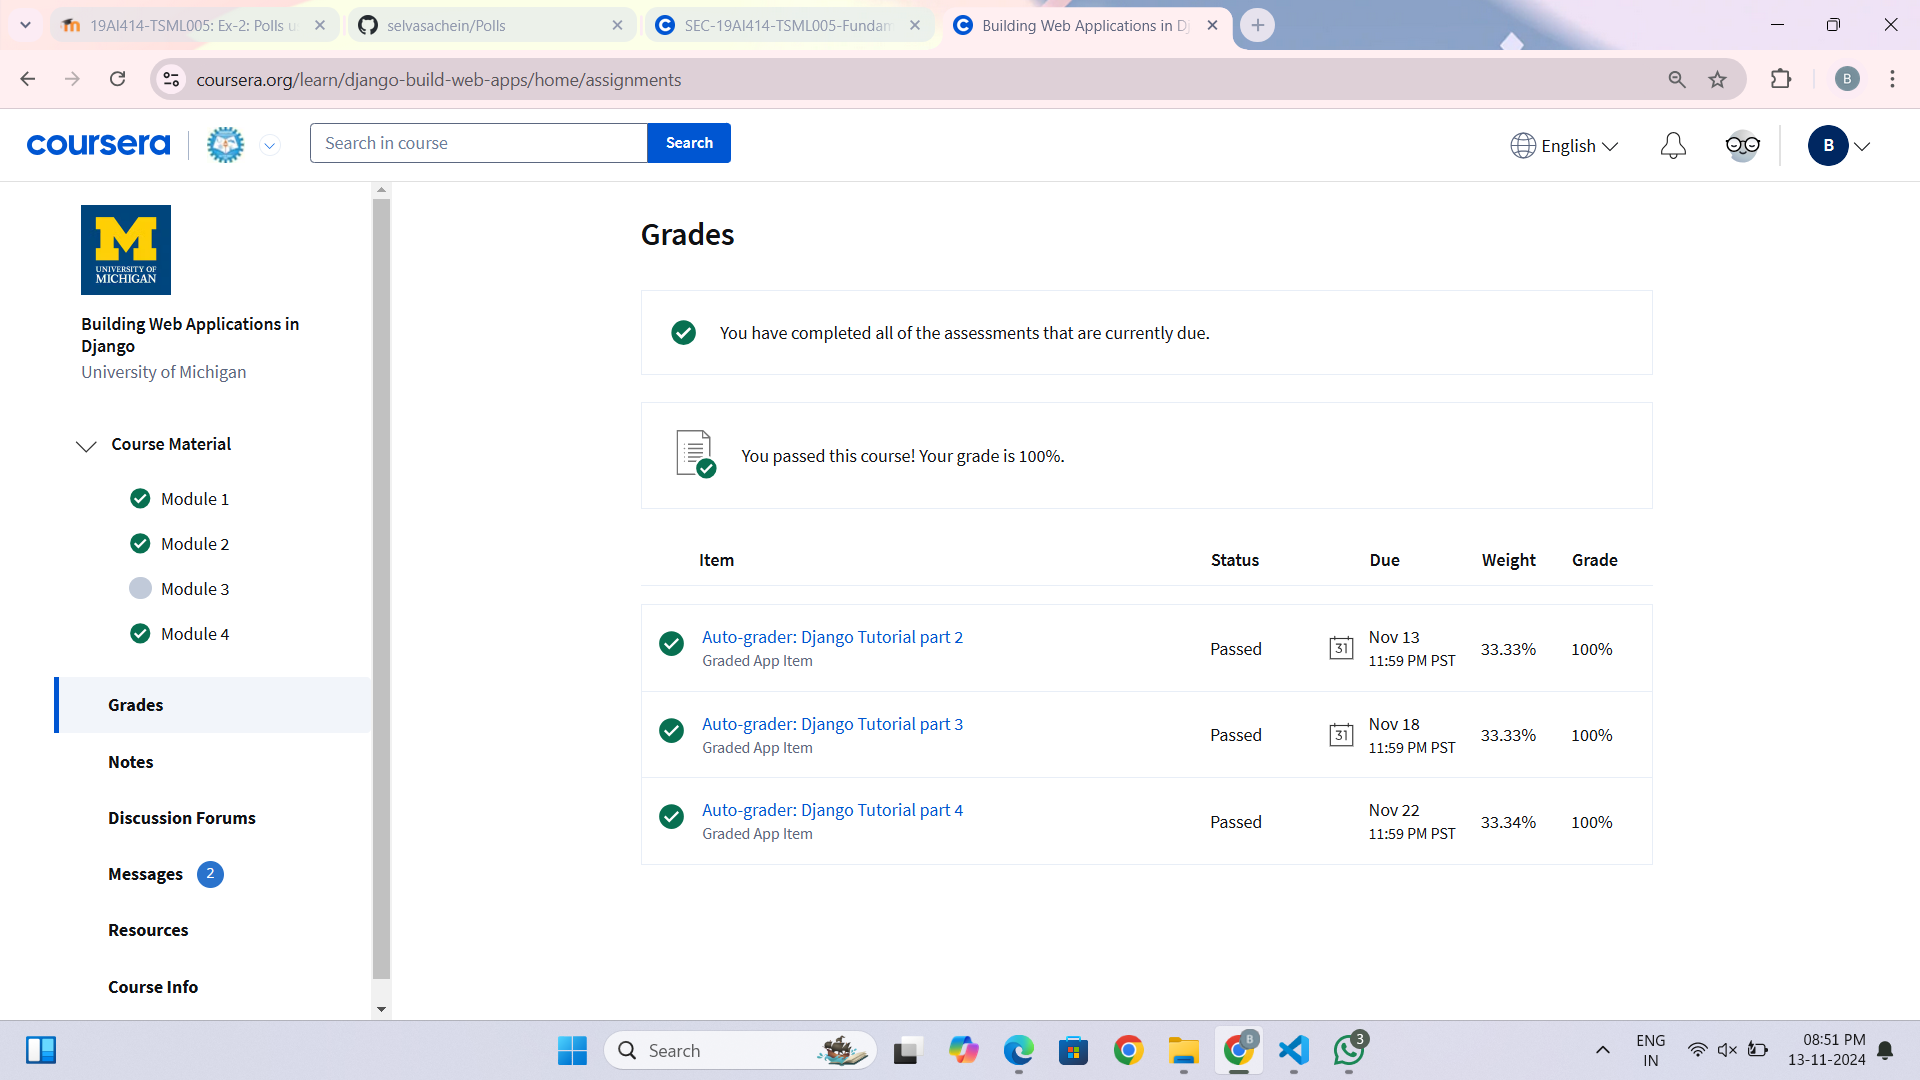 19AI414-TSML005: Ex-2: Polls u
selvasachein/Polls
SEC-19AI414-TSML005-Fundam
Building Web Applications in Dj
coursera.org/learn/django-build-web-apps/home/assignments
B
coursera
Search in course
Search
English
B
M
UNIVERSITY OF
MICHIGAN
Building Web Applications in
Django
University of Michigan
Course Material
Module 1
Module 2
Module 3
Module 4
Grades
Notes
Discussion Forums
Messages 2
Resources
Course Info
Grades
You have completed all of the assessments that are currently due.
You passed this course! Your grade is 100%.
Item Status Due Weight Grade
Auto-grader: Django Tutorial part 2
Graded App Item
Passed
31
Nov 13
11:59 PM PST
33.33%
100%
Auto-grader: Django Tutorial part 3
Graded App Item
Passed
31
Nov 18
11:59 PM PST
33.33%
100%
Auto-grader: Django Tutorial part 4
Graded App Item
Passed
Nov 22
11:59 PM PST
33.34%
100%
Search
B
3
ENG
IN
08:51 PM
13-11-2024